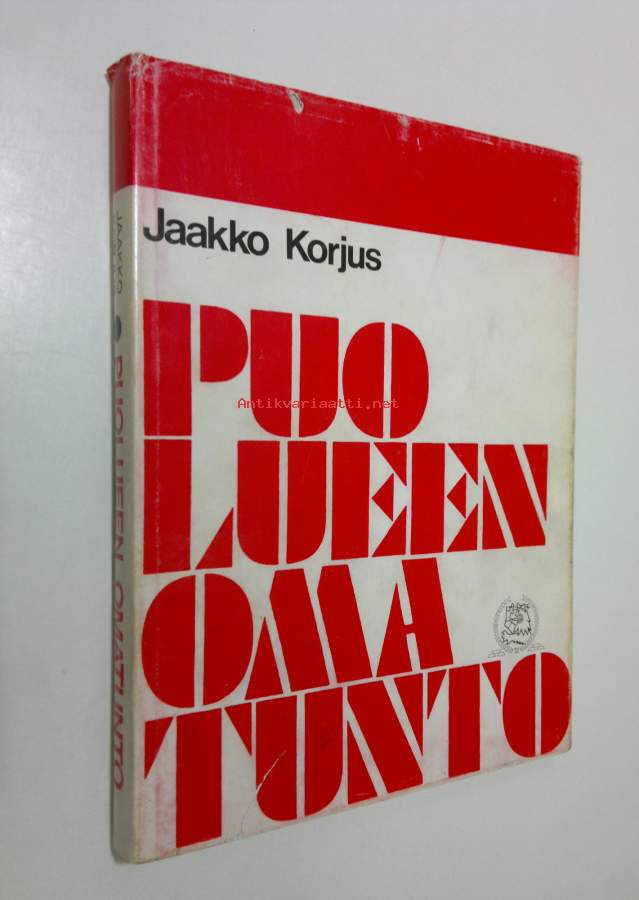 Jaakko Korjus
PUO
LUEEN
OMA
TUNTO
JAAKKO
PUOLUEEN OMATUNTO
Antikvariaatti.net